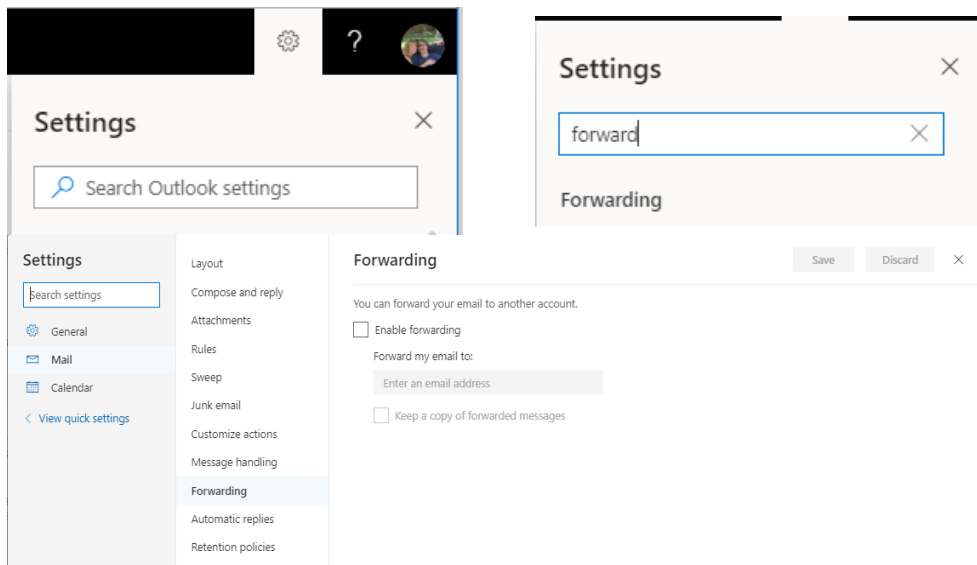 ?
Settings
Search Outlook settings
Settings
forward
Forwarding
Settings
Search settings
General
Mail
Calendar
View quick settings
Layout
Compose and reply
Attachments
Rules
Sweep
Junk email
Customize actions
Message handling
Forwarding
Automatic replies
Retention policies
Forwarding
Save
Discard
You can forward your email to another account.
Enable forwarding
Forward my email to:
Enter an email address
Keep a copy of forwarded messages